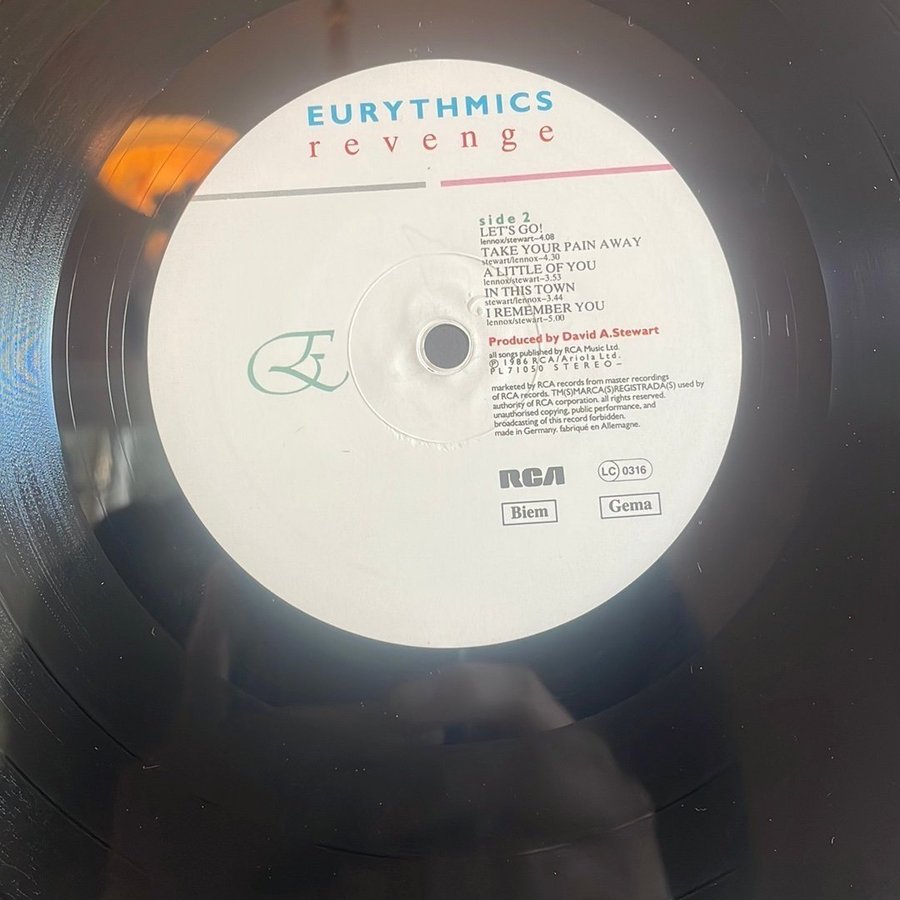 EURYTHMICS
revenge
side 2
LET'S GO!
lennox/stewart–4.08
TAKE YOUR PAIN AWAY
stewart/lennox–4.30
A LITTLE OF YOU
lennox/stewart–3.53
IN THIS TOWN
stewart/lennox–3.44
I REMEMBER YOU
lennox/stewart–5.00
Produced by David A.Stewart
all songs published by RCA Music Ltd.
Ⓟ 1986 RCA/Ariola Ltd.
PL71050 STEREO–
marketed by RCA records from master recordings
of RCA records. TM(S)MARCA(S)REGISTRADA(S) used by
authority of RCA corporation. all rights reserved.
unauthorised copying, public performance, and
broadcasting of this record forbidden.
made in Germany. fabriqué en Allemagne.
RCA LC 0316
Biem Gema